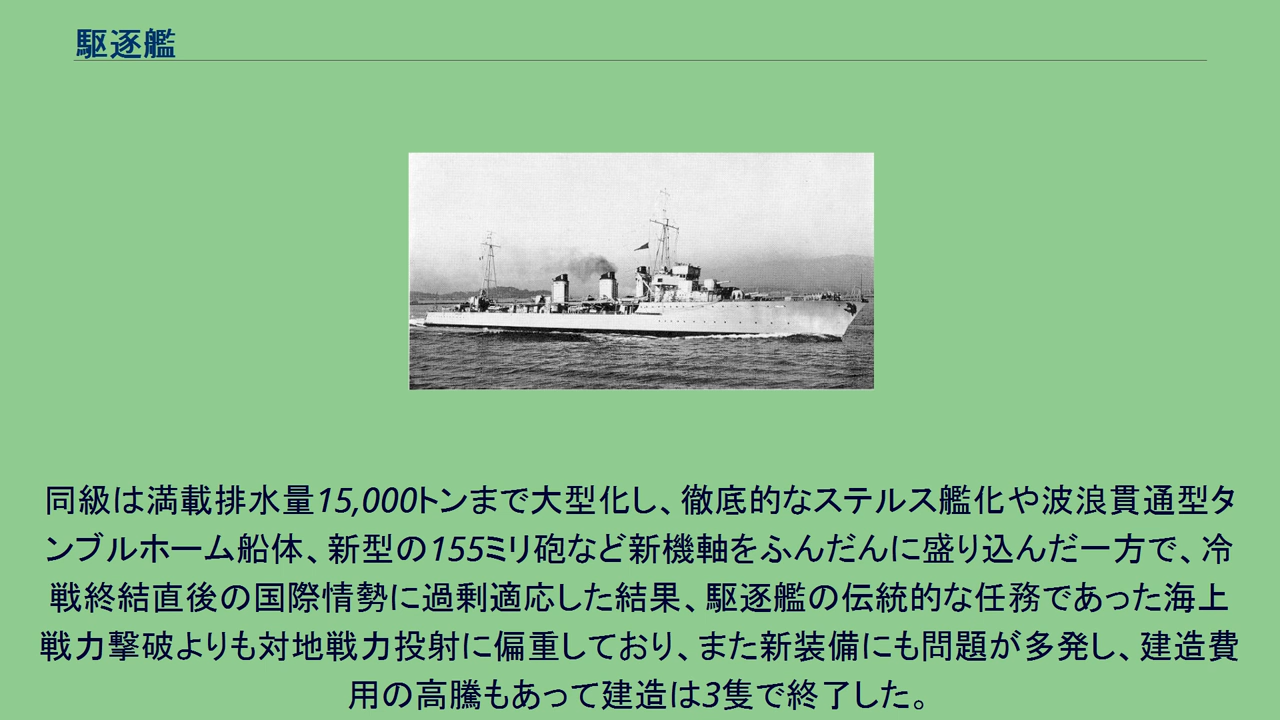 駆逐艦
同級は満載排水量15,000トンまで大型化し、徹底的なステルス艦化や波浪貫通型タ
ンブルホーム船体、新型の155ミリ砲など新機軸をふんだんに盛り込んだ一方で、冷
戦終結直後の国際情勢に過剰適応した結果、駆逐艦の伝統的な任務であった海上
戦力撃破よりも対地戦力投射に偏重しており、また新装備にも問題が多発し、建造費
用の高騰もあって建造は3隻で終了した。